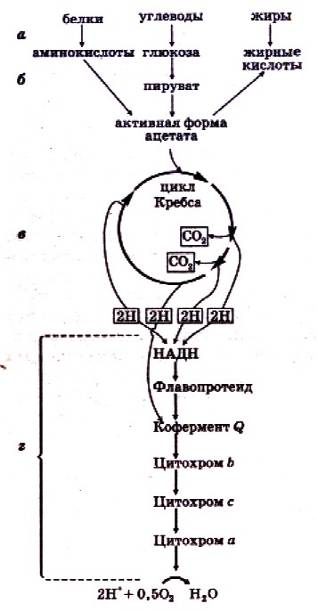 белки углеводы жиры
а
аминокислоты глюкоза жирные кислоты
б
пируват
активная форма
ацетата
цикл
Кребса
в
CO₂
CO₂
2H 2H 2H 2H
НАДН
Флавопротеид
Кофермент Q
г
Цитохром b
Цитохром c
Цитохром a
2H⁺ + 0,5O₂ H₂O